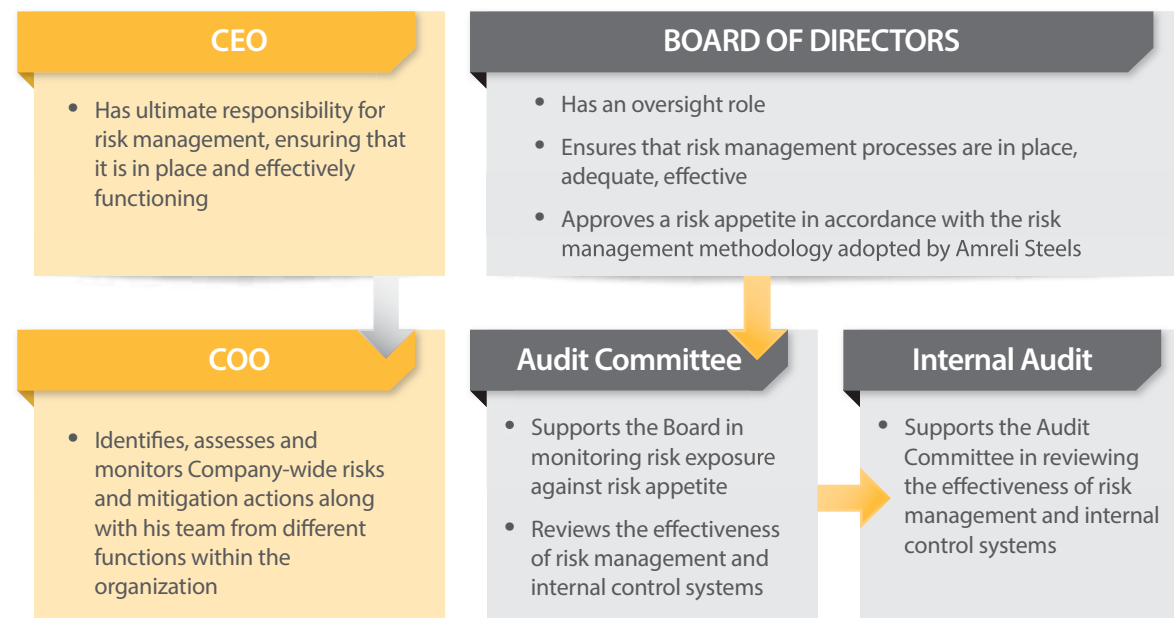 CEO
• Has ultimate responsibility for
risk management, ensuring that
it is in place and effectively
functioning
BOARD OF DIRECTORS
• Has an oversight role
• Ensures that risk management processes are in place,
adequate, effective
• Approves a risk appetite in accordance with the risk
management methodology adopted by Amreli Steels
COO
• Identifies, assesses and
monitors Company-wide risks
and mitigation actions along
with his team from different
functions within the
organization
Audit Committee
• Supports the Board in
monitoring risk exposure
against risk appetite
• Reviews the effectiveness
of risk management and
internal control systems
Internal Audit
• Supports the Audit
Committee in reviewing
the effectiveness of risk
management and internal
control systems